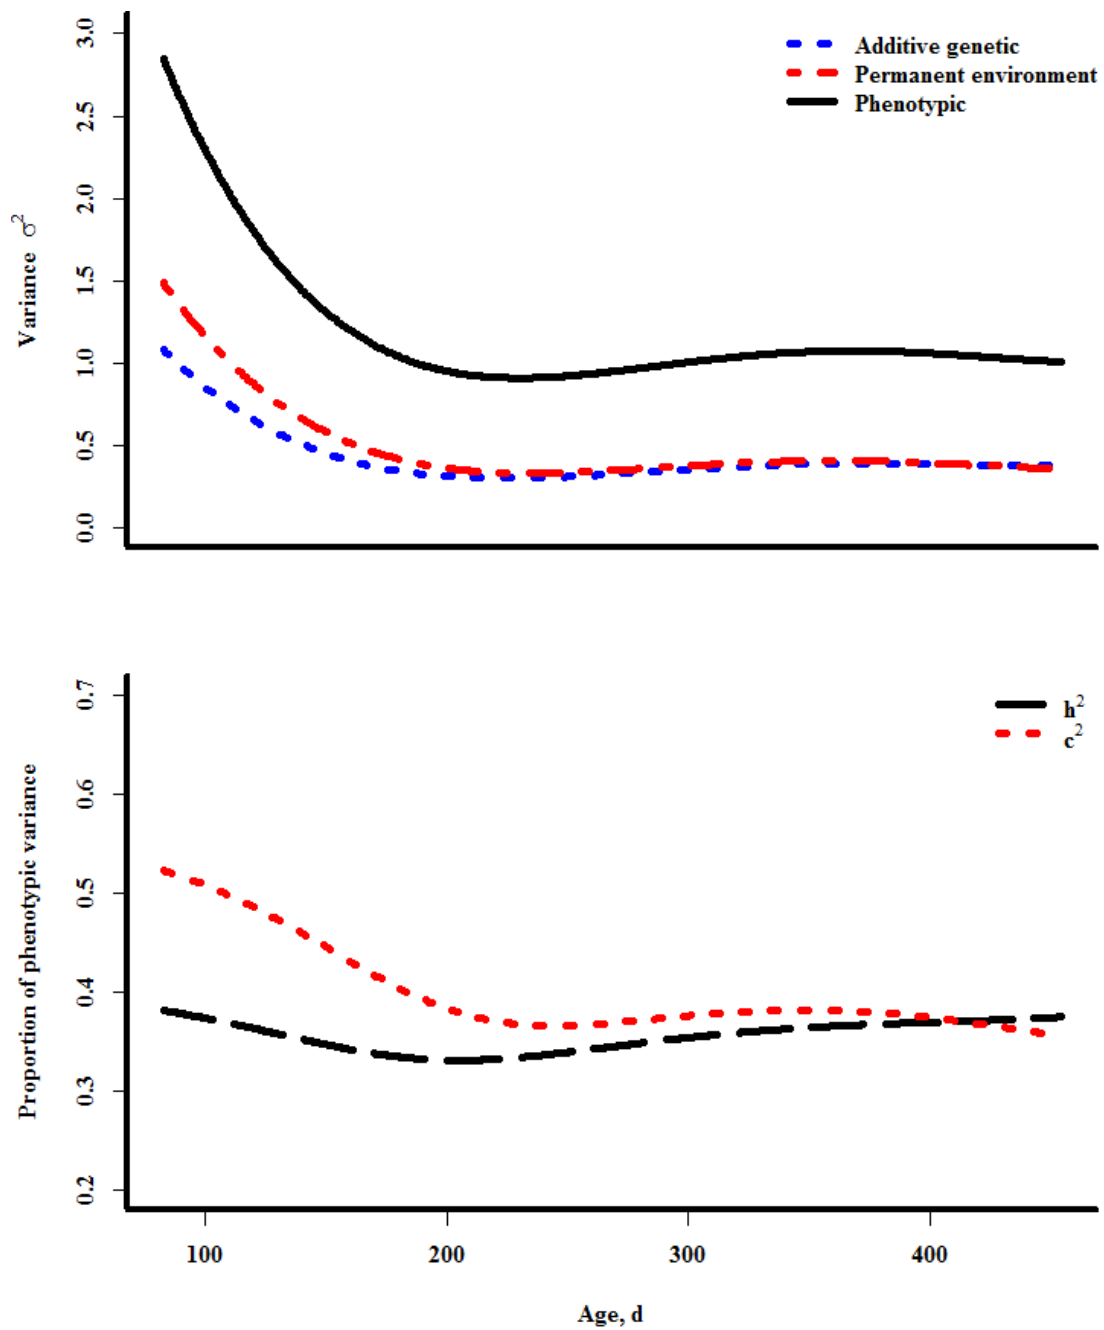 Additive genetic
Permanent environment
Phenotypic
Variance σ²
3.0
2.5
2.0
1.5
1.0
0.5
0.0
h²
c²
Proportion of phenotypic variance
0.7
0.6
0.5
0.4
0.3
0.2
100 200 300 400
Age, d